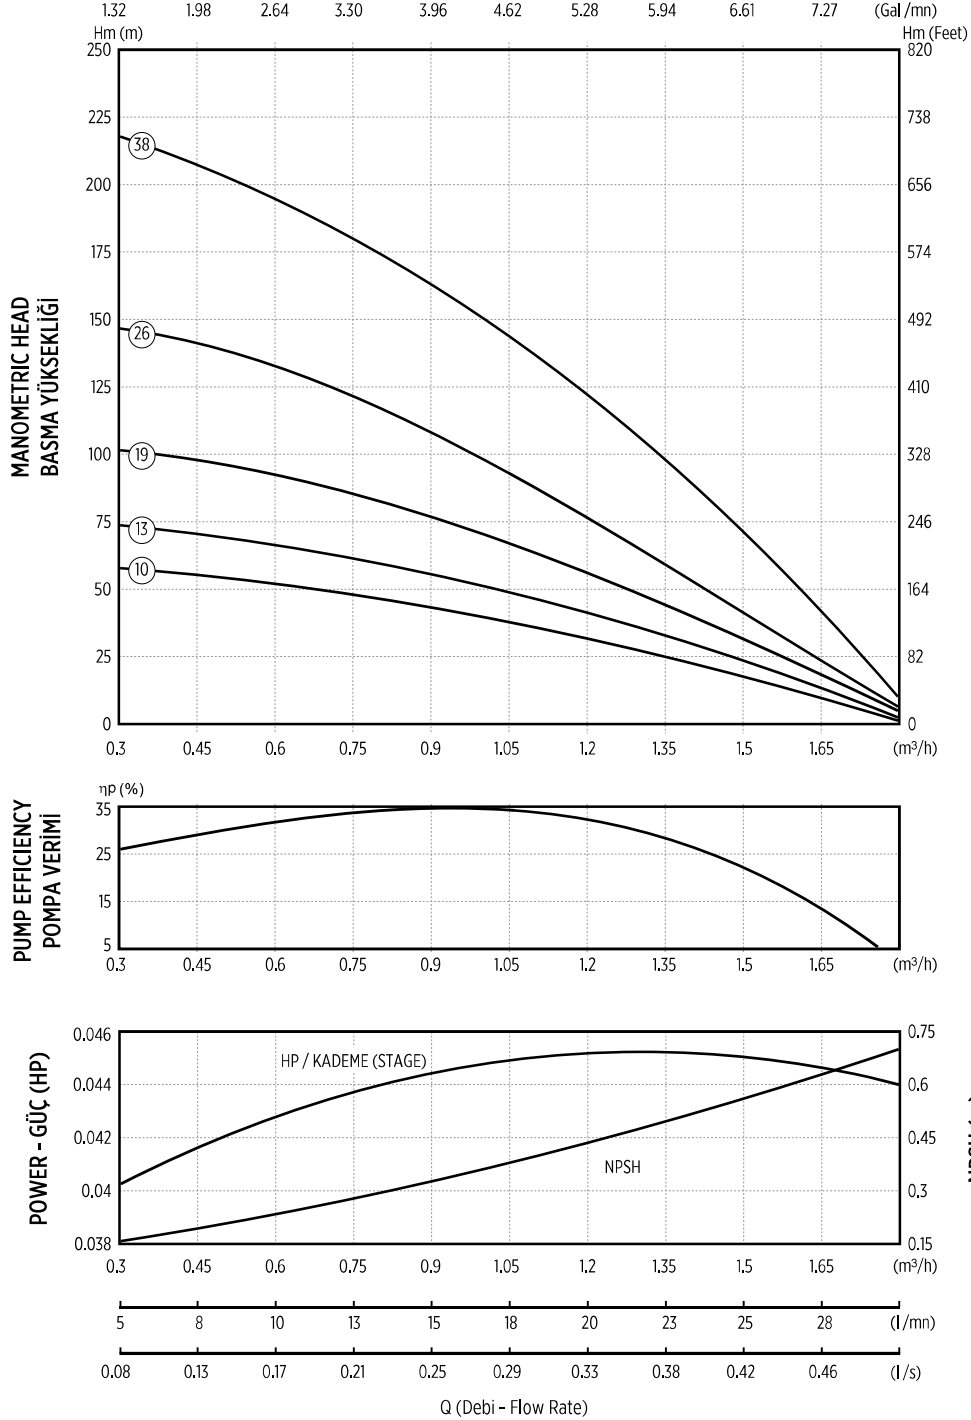 1.32 1.98 2.64 3.30 3.96 4.62 5.28 5.94 6.61 7.27 (Gal/mn)
Hm (m) Hm (Feet)
250 820
225 738
38
200 656
175 574
150 492
26
125 410
100 328
19
75 246
13
10
50 164
25 82
0 0
MANOMETRIC HEAD
BASMA YÜKSEKLİĞİ
0.3 0.45 0.6 0.75 0.9 1.05 1.2 1.35 1.5 1.65 (m³/h)
ηp (%)
35
25
15
5
PUMP EFFICIENCY
POMPA VERİMİ
0.3 0.45 0.6 0.75 0.9 1.05 1.2 1.35 1.5 1.65 (m³/h)
0.046 0.75
HP / KADEME (STAGE)
0.044 0.6
0.042 0.45
NPSH
0.04 0.3
0.038 0.15
POWER - GÜÇ (HP)
0.3 0.45 0.6 0.75 0.9 1.05 1.2 1.35 1.5 1.65 (m³/h)
5 8 10 13 15 18 20 23 25 28 (l/mn)
0.08 0.13 0.17 0.21 0.25 0.29 0.33 0.38 0.42 0.46 (l/s)
Q (Debi - Flow Rate)